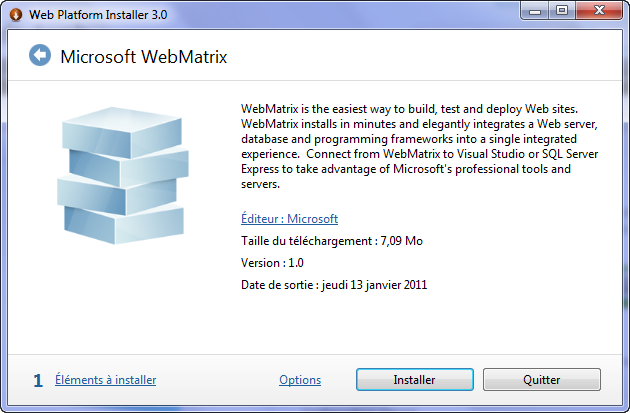 Web Platform Installer 3.0
Microsoft WebMatrix
WebMatrix is the easiest way to build, test and deploy Web sites.
WebMatrix installs in minutes and elegantly integrates a Web server,
database and programming frameworks into a single integrated
experience.  Connect from WebMatrix to Visual Studio or SQL Server
Express to take advantage of Microsoft's professional tools and
servers.
Éditeur : Microsoft
Taille du téléchargement : 7,09 Mo
Version : 1.0
Date de sortie : jeudi 13 janvier 2011
1 Éléments à installer Options Installer Quitter